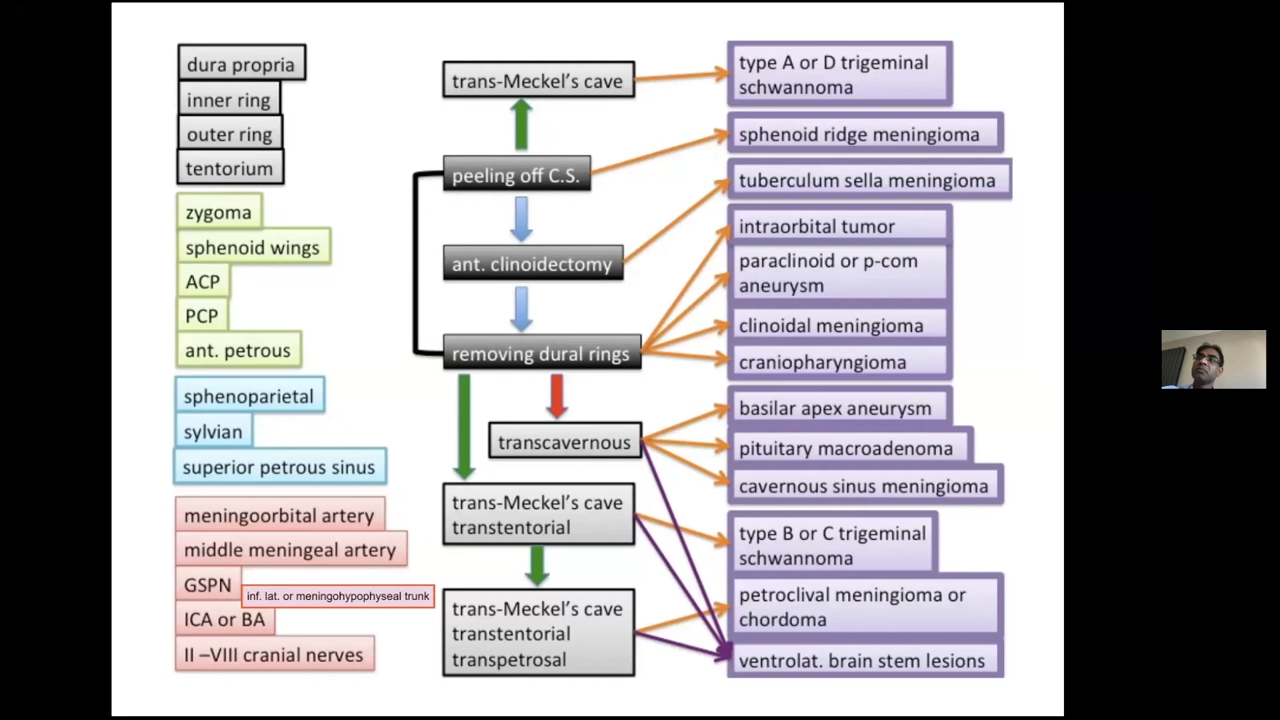 dura propria
inner ring
outer ring
tentorium
zygoma
sphenoid wings
ACP
PCP
ant. petrous
sphenoparietal
sylvian
superior petrous sinus
meningoorbital artery
middle meningeal artery
GSPN
inf. lat. or meningohypophyseal trunk
ICA or BA
II –VIII cranial nerves
trans-Meckel’s cave
peeling off C.S.
ant. clinoidectomy
removing dural rings
transcavernous
trans-Meckel’s cave
transtentorial
trans-Meckel’s cave
transtentorial
transpetrosal
type A or D trigeminal
schwannoma
sphenoid ridge meningioma
tuberculum sella meningioma
intraorbital tumor
paraclinoid or p-com
aneurysm
clinoidal meningioma
craniopharyngioma
basilar apex aneurysm
pituitary macroadenoma
cavernous sinus meningioma
type B or C trigeminal
schwannoma
petroclival meningioma or
chordoma
ventrolat. brain stem lesions